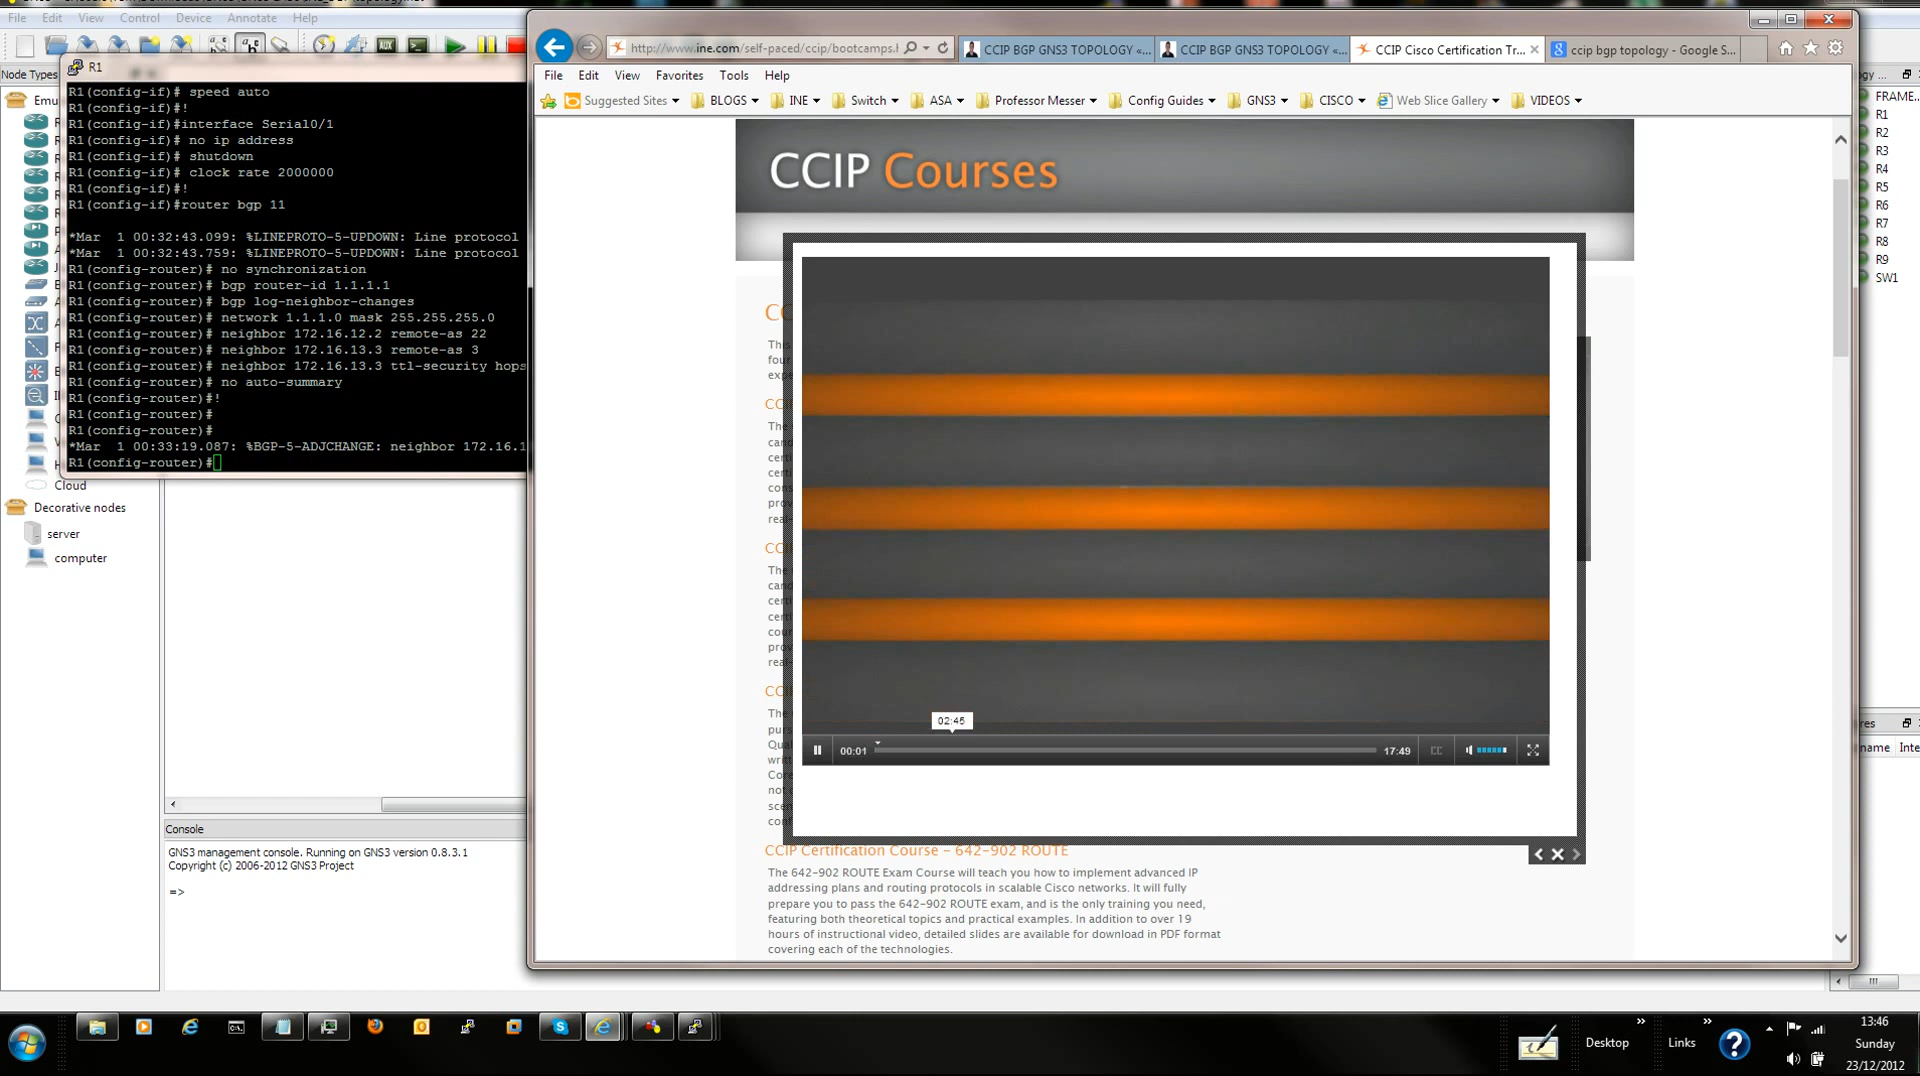 File Edit View Control Device Annotate Help
Node Types
R1
R1(config-if)# speed auto
R1(config-if)#!
R1(config-if)#interface Serial0/1
R1(config-if)# no ip address
R1(config-if)# shutdown
R1(config-if)# clock rate 2000000
R1(config-if)#!
R1(config-if)#router bgp 11
*Mar  1 00:32:43.099: %LINEPROTO-5-UPDOWN: Line protocol
*Mar  1 00:32:43.759: %LINEPROTO-5-UPDOWN: Line protocol
R1(config-router)# no synchronization
R1(config-router)# bgp router-id 1.1.1.1
R1(config-router)# bgp log-neighbor-changes
R1(config-router)# network 1.1.1.0 mask 255.255.255.0
R1(config-router)# neighbor 172.16.12.2 remote-as 22
R1(config-router)# neighbor 172.16.13.3 remote-as 3
R1(config-router)# neighbor 172.16.13.3 ttl-security hops
R1(config-router)# no auto-summary
R1(config-router)#!
R1(config-router)#
R1(config-router)#
*Mar  1 00:33:19.087: %BGP-5-ADJCHANGE: neighbor 172.16.1
R1(config-router)#
Cloud
Decorative nodes
server
computer
Console
GNS3 management console. Running on GNS3 version 0.8.3.1
Copyright (c) 2006-2012 GNS3 Project
=>
http://www.ine.com/self-paced/ccip/bootcamps.
CCIP BGP GNS3 TOPOLOGY «...
CCIP BGP GNS3 TOPOLOGY «...
CCIP Cisco Certification Tr...
ccip bgp topology - Google S...
File Edit View Favorites Tools Help
Suggested Sites BLOGS INE Switch ASA Professor Messer Config Guides GNS3 CISCO Web Slice Gallery VIDEOS
CCIP Courses
02:45
00:01
17:49
CC
CCIP Certification Course - 642-902 ROUTE
The 642-902 ROUTE Exam Course will teach you how to implement advanced IP
addressing plans and routing protocols in scalable Cisco networks. It will fully
prepare you to pass the 642-902 ROUTE exam, and is the only training you need,
featuring both theoretical topics and practical examples. In addition to over 19
hours of instructional video, detailed slides are available for download in PDF format
covering each of the technologies.
FRAME..
R1
R2
R3
R4
R5
R6
R7
R8
R9
SW1
Desktop
Links
13:46
Sunday
23/12/2012